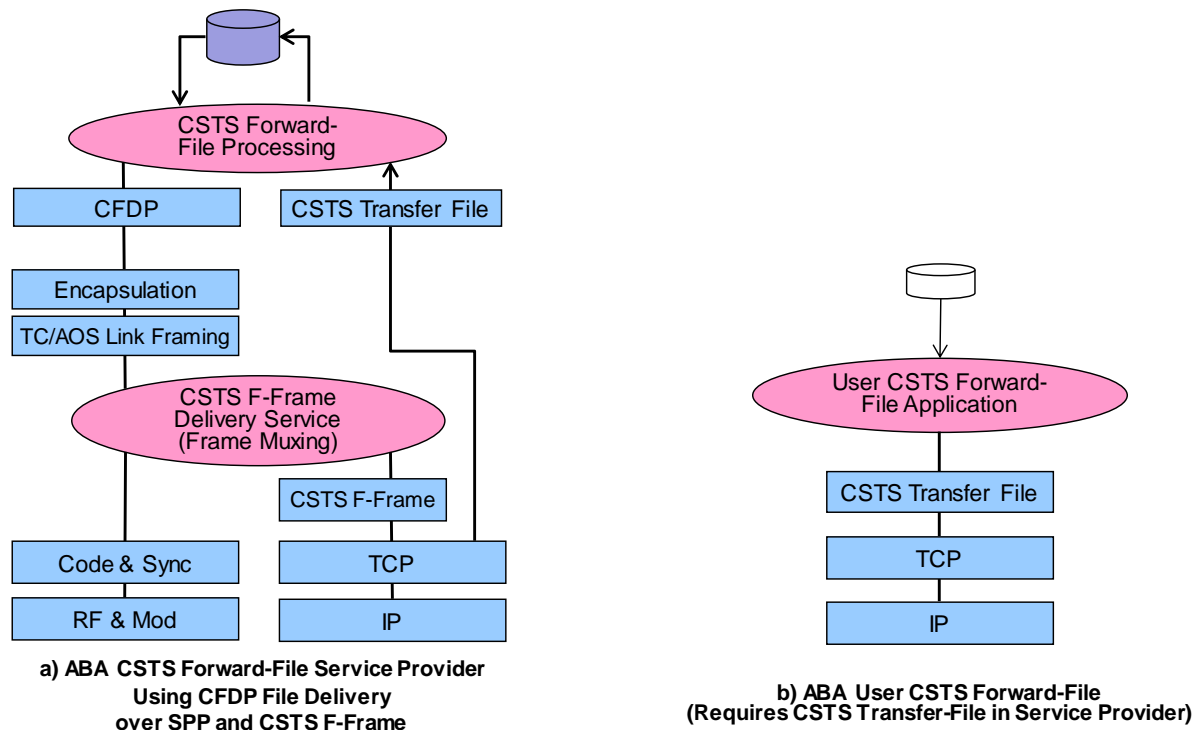 CSTS Forward-
File Processing
CFDP
CSTS Transfer File
Encapsulation
TC/AOS Link Framing
CSTS F-Frame
Delivery Service
(Frame Muxing)
CSTS F-Frame
Code & Sync
TCP
RF & Mod
IP
a) ABA CSTS Forward-File Service Provider
Using CFDP File Delivery
over SPP and CSTS F-Frame
User CSTS Forward-
File Application
CSTS Transfer File
TCP
IP
b) ABA User CSTS Forward-File
(Requires CSTS Transfer-File in Service Provider)